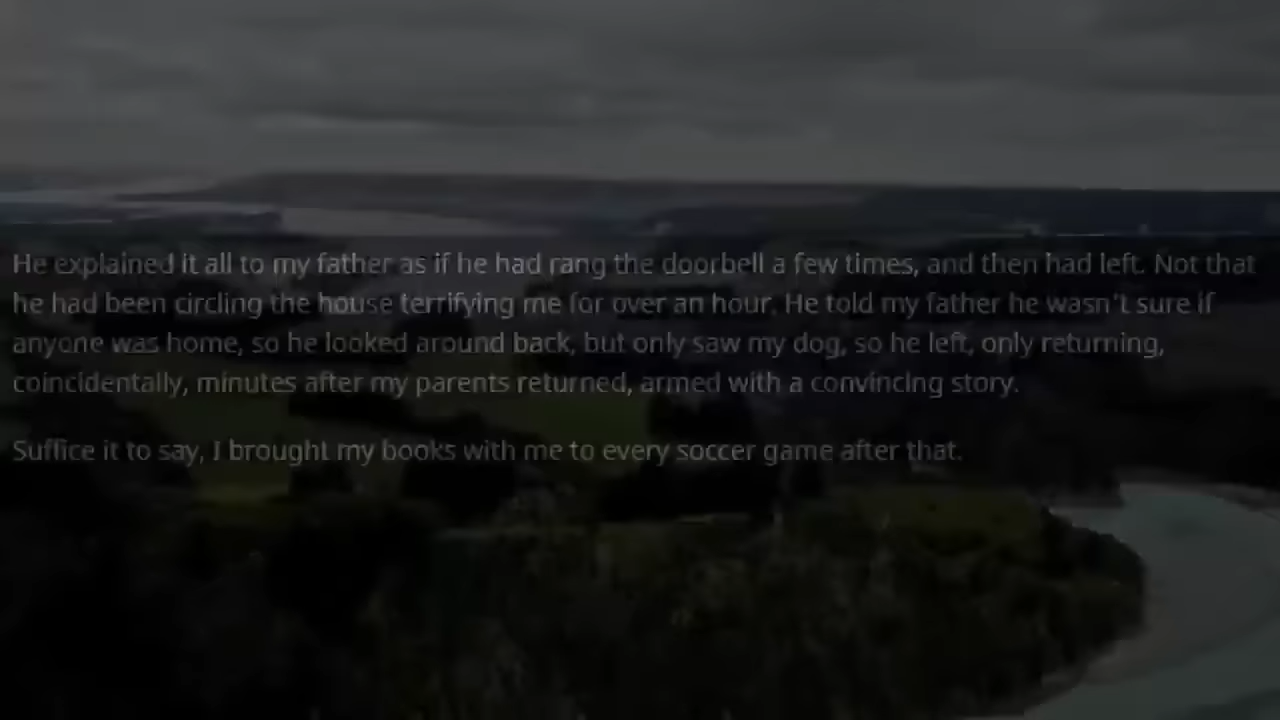 He explained it all to my father as if he had rang the doorbell a few times, and then had left. Not that
he had been circling the house terrifying me for over an hour. He told my father he wasn't sure if
anyone was home, so he looked around back, but only saw my dog, so he left, only returning,
coincidentally, minutes after my parents returned, armed with a convincing story.
Suffice it to say, I brought my books with me to every soccer game after that.